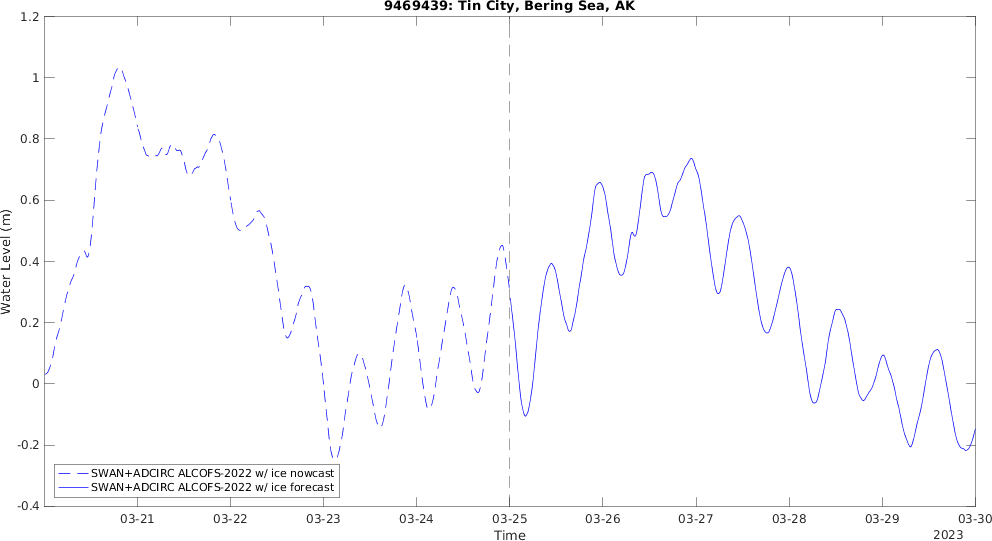 9469439: Tin City, Bering Sea, AK
1.2
1
0.8
0.6
0.4
0.2
0
-0.2
-0.4
Water Level (m)
SWAN+ADCIRC ALCOFS-2022 w/ ice nowcast
SWAN+ADCIRC ALCOFS-2022 w/ ice forecast
03-21 03-22 03-23 03-24 03-25 03-26 03-27 03-28 03-29 03-30
Time
2023